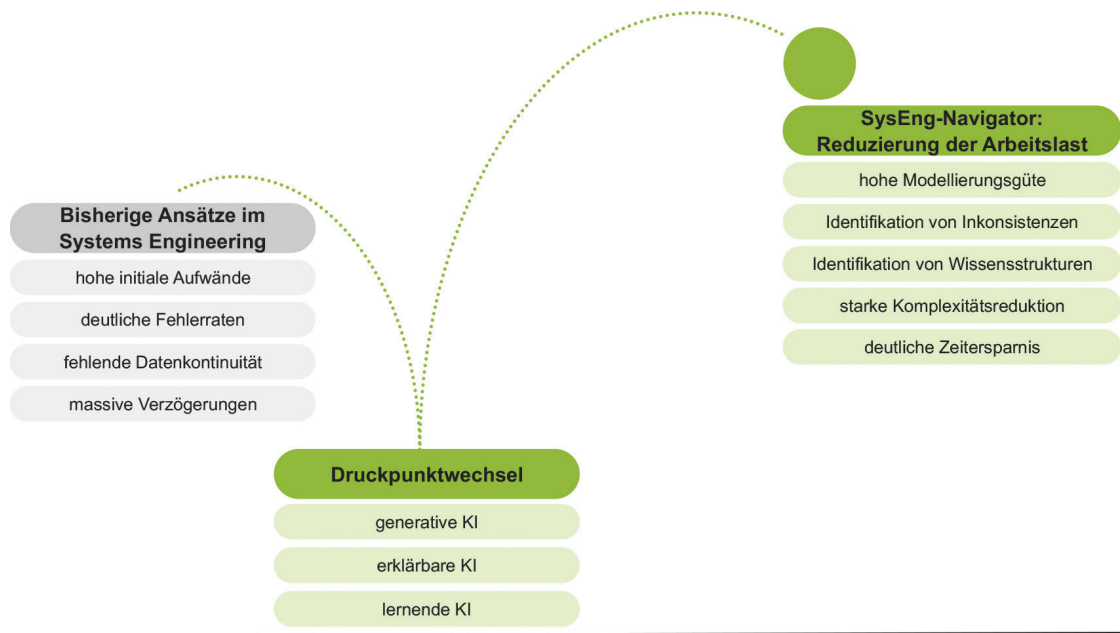 Bisherige Ansätze im
Systems Engineering
hohe initiale Aufwände
deutliche Fehlerraten
fehlende Datenkontinuität
massive Verzögerungen
Druckpunktwechsel
generative KI
erklärbare KI
lernende KI
SysEng-Navigator:
Reduzierung der Arbeitslast
hohe Modellierungsgüte
Identifikation von Inkonsistenzen
Identifikation von Wissensstrukturen
starke Komplexitätsreduktion
deutliche Zeitersparnis